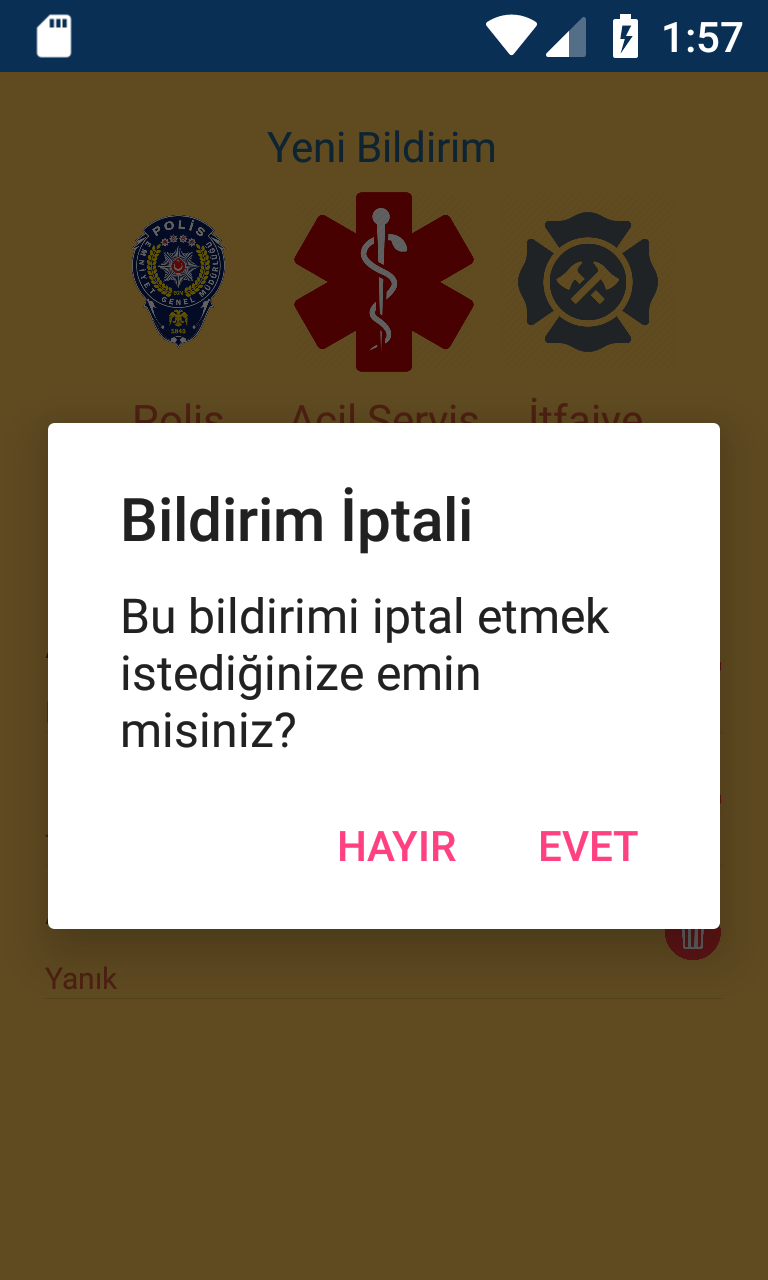 1:57
Yeni Bildirim
POLİS
EMNİYET GENEL MÜDÜRLÜĞÜ
1845
Polis Acil Servis İtfaiye
Bildirim İptali
Bu bildirimi iptal etmek
istediğinize emin
misiniz?
HAYIR EVET
Yanık